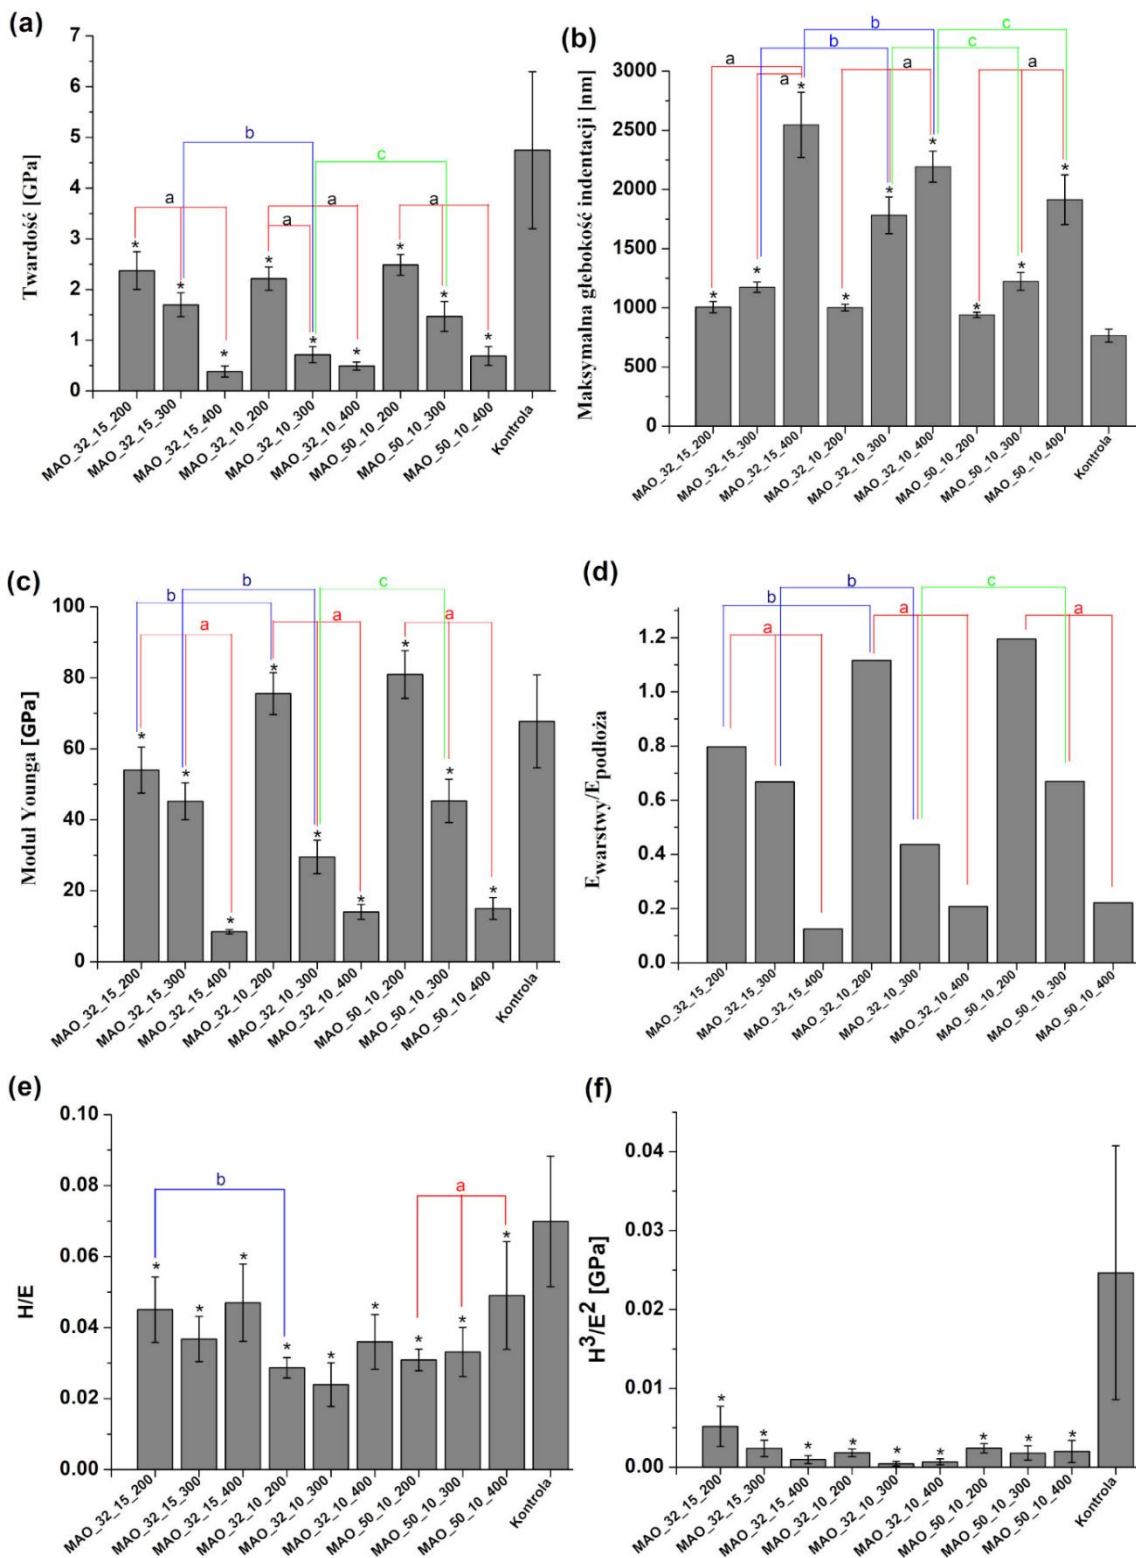 (a)
Twardość [GPa]
7
6
5
4
3
2
1
0
a
b
a
a
c
a
* * * * * * * * *
MAO_32_15_200
MAO_32_15_300
MAO_32_15_400
MAO_32_10_200
MAO_32_10_300
MAO_32_10_400
MAO_50_10_200
MAO_50_10_300
MAO_50_10_400
Kontrola
(b)
Maksymalna głebokość indentacji [nm]
3000
2500
2000
1500
1000
500
0
b
c
b
c
a
a
a
a
* * * * * * * * *
MAO_32_15_200
MAO_32_15_300
MAO_32_15_400
MAO_32_10_200
MAO_32_10_300
MAO_32_10_400
MAO_50_10_200
MAO_50_10_300
MAO_50_10_400
Kontrola
(c)
Moduł Younga [GPa]
100
80
60
40
20
0
b
b
c
a
a
a
* * * * * * * * *
MAO_32_15_200
MAO_32_15_300
MAO_32_15_400
MAO_32_10_200
MAO_32_10_300
MAO_32_10_400
MAO_50_10_200
MAO_50_10_300
MAO_50_10_400
Kontrola
(d)
Ewarstwy/Epodłoża
1.2
1.0
0.8
0.6
0.4
0.2
0.0
b
b
c
a
a
a
MAO_32_15_200
MAO_32_15_300
MAO_32_15_400
MAO_32_10_200
MAO_32_10_300
MAO_32_10_400
MAO_50_10_200
MAO_50_10_300
MAO_50_10_400
(e)
H/E
0.10
0.08
0.06
0.04
0.02
0.00
b
a
* * * * * * * * *
MAO_32_15_200
MAO_32_15_300
MAO_32_15_400
MAO_32_10_200
MAO_32_10_300
MAO_32_10_400
MAO_50_10_200
MAO_50_10_300
MAO_50_10_400
Kontrola
(f)
H³/E² [GPa]
0.04
0.03
0.02
0.01
0.00
* * * * * * * * *
MAO_32_15_200
MAO_32_15_300
MAO_32_15_400
MAO_32_10_200
MAO_32_10_300
MAO_32_10_400
MAO_50_10_200
MAO_50_10_300
MAO_50_10_400
Kontrola